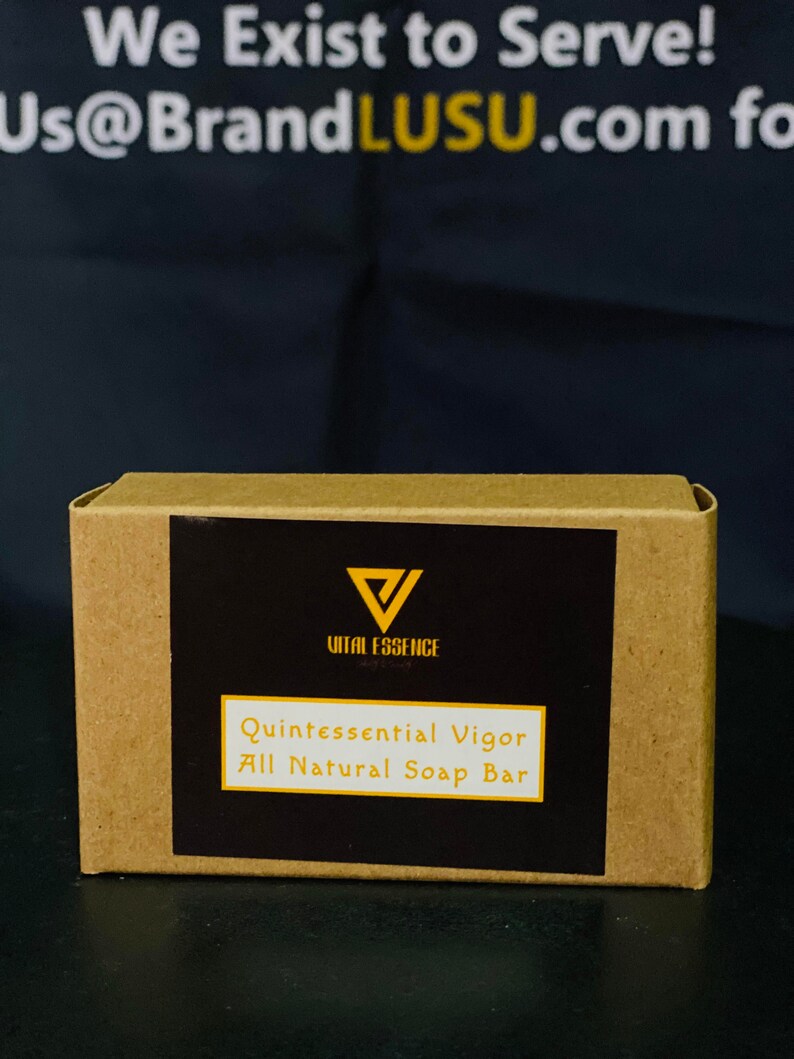 We Exist to Serve!
Us@BrandLUSU.com fo
VITAL ESSENCE
Quintessential Vigor
All Natural Soap Bar